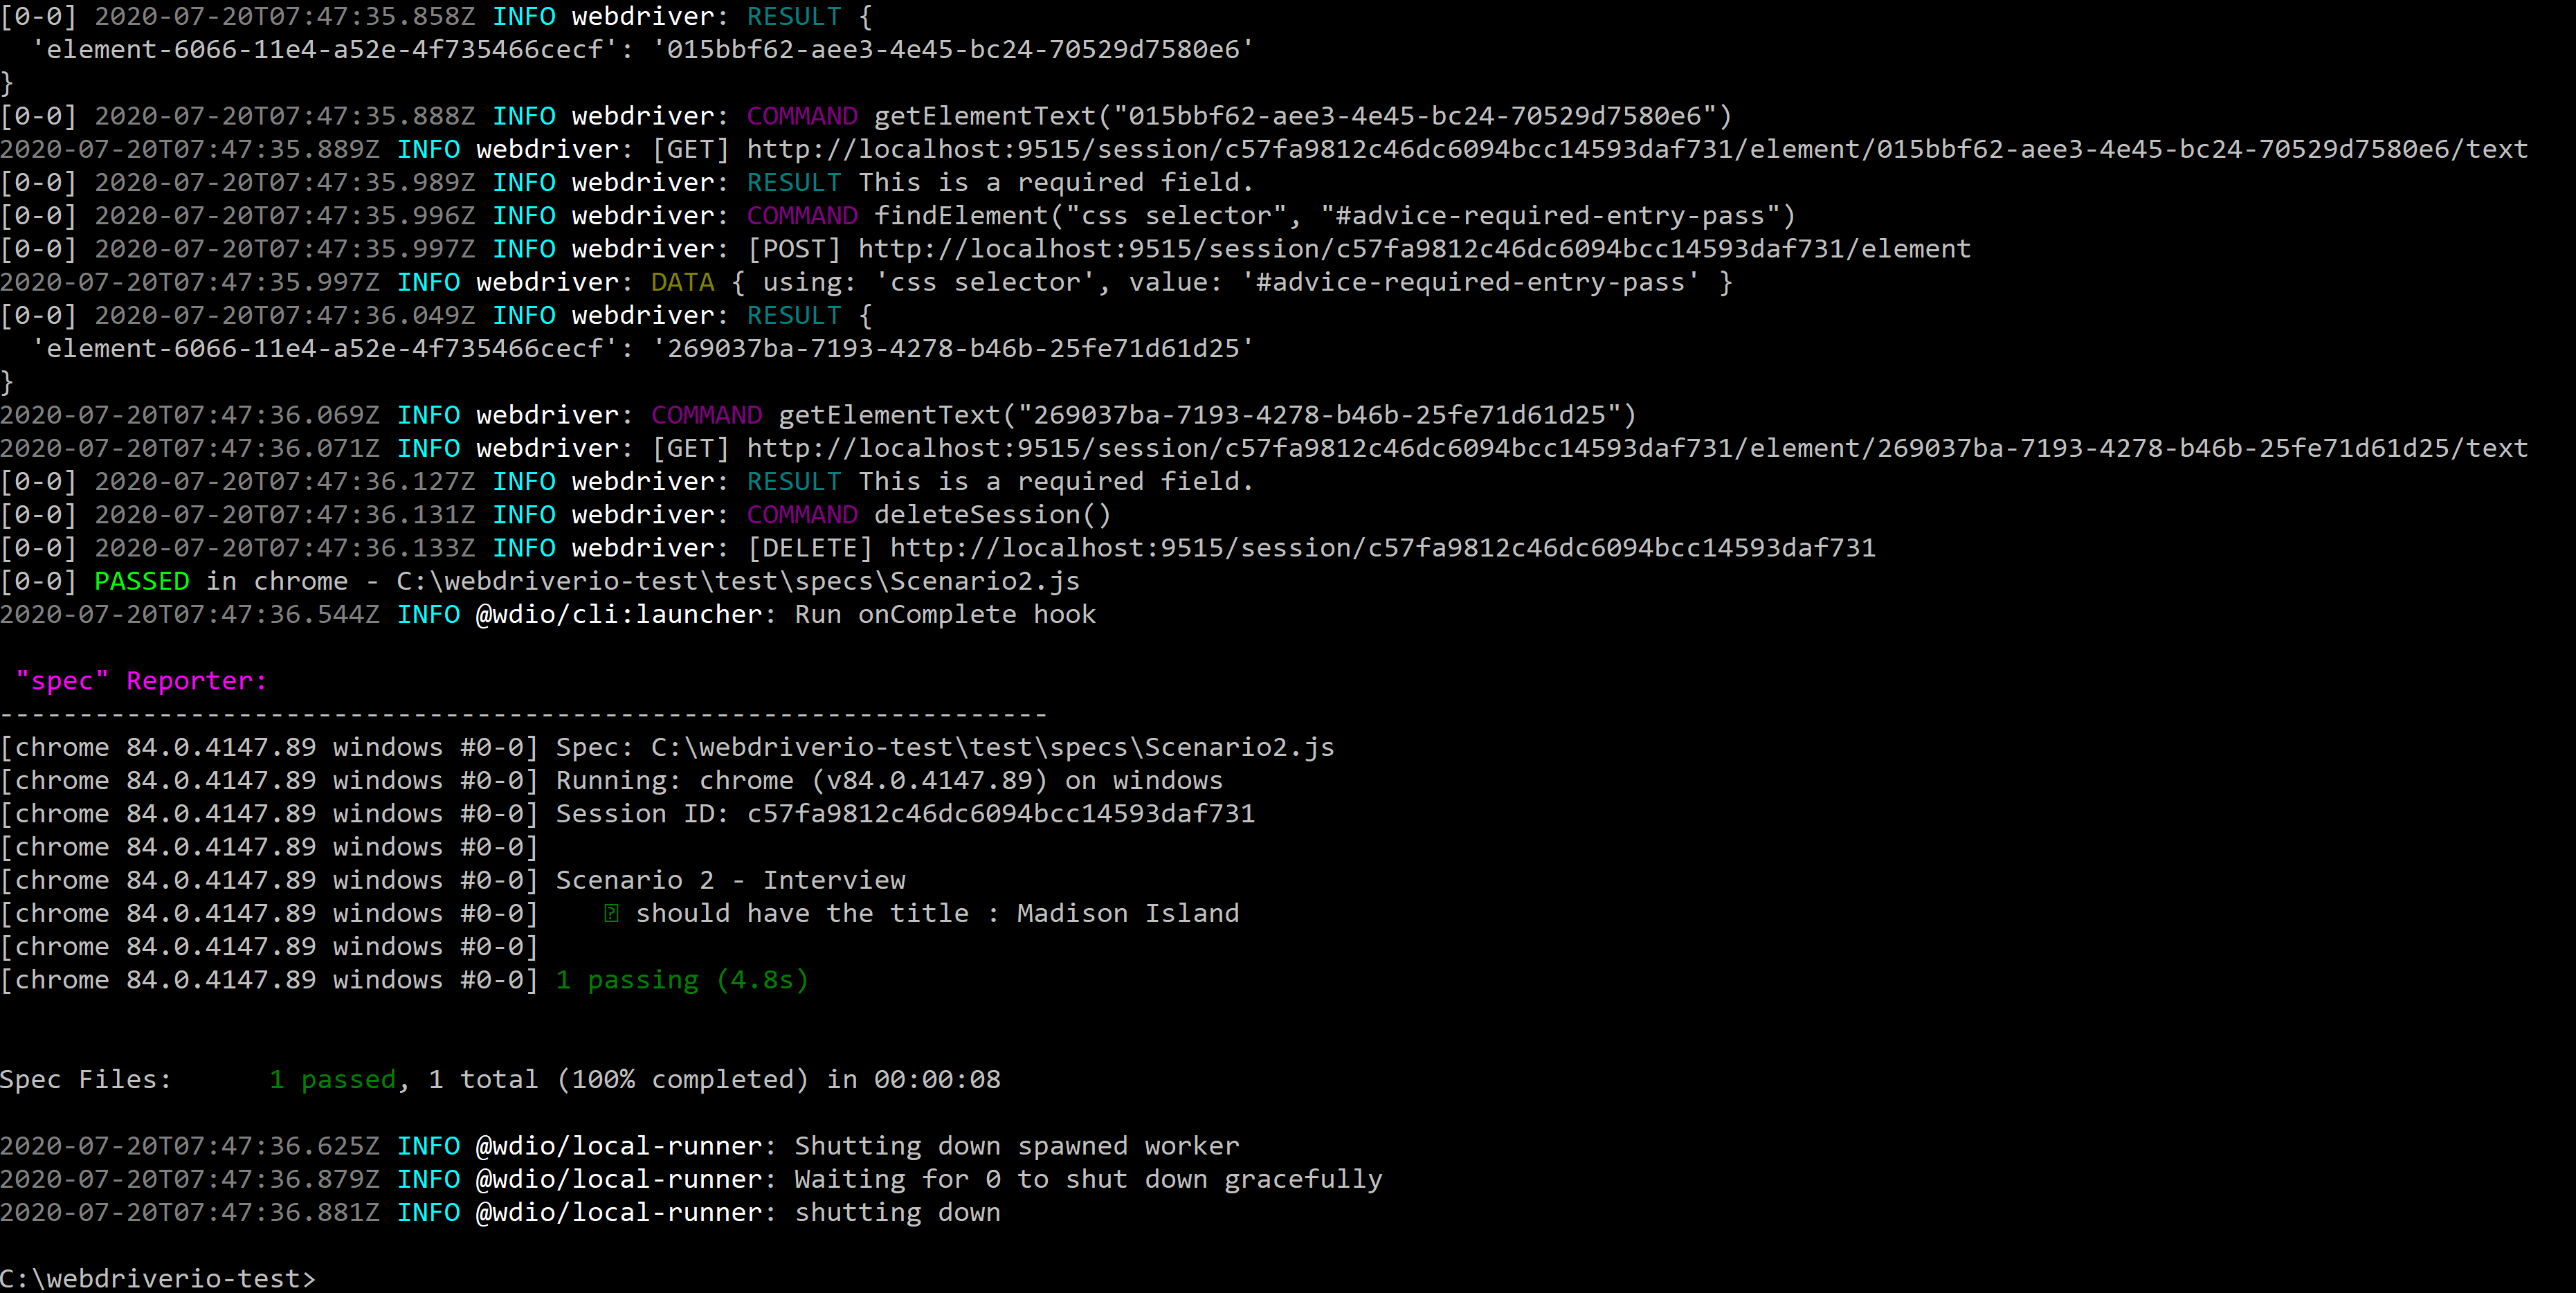 [0-0] 2020-07-20T07:47:35.858Z INFO webdriver: RESULT {
  'element-6066-11e4-a52e-4f735466cecf': '015bbf62-aee3-4e45-bc24-70529d7580e6'
}
[0-0] 2020-07-20T07:47:35.888Z INFO webdriver: COMMAND getElementText("015bbf62-aee3-4e45-bc24-70529d7580e6")
2020-07-20T07:47:35.889Z INFO webdriver: [GET] http://localhost:9515/session/c57fa9812c46dc6094bcc14593daf731/element/015bbf62-aee3-4e45-bc24-70529d7580e6/text
[0-0] 2020-07-20T07:47:35.989Z INFO webdriver: RESULT This is a required field.
[0-0] 2020-07-20T07:47:35.996Z INFO webdriver: COMMAND findElement("css selector", "#advice-required-entry-pass")
[0-0] 2020-07-20T07:47:35.997Z INFO webdriver: [POST] http://localhost:9515/session/c57fa9812c46dc6094bcc14593daf731/element
2020-07-20T07:47:35.997Z INFO webdriver: DATA { using: 'css selector', value: '#advice-required-entry-pass' }
[0-0] 2020-07-20T07:47:36.049Z INFO webdriver: RESULT {
  'element-6066-11e4-a52e-4f735466cecf': '269037ba-7193-4278-b46b-25fe71d61d25'
}
2020-07-20T07:47:36.069Z INFO webdriver: COMMAND getElementText("269037ba-7193-4278-b46b-25fe71d61d25")
2020-07-20T07:47:36.071Z INFO webdriver: [GET] http://localhost:9515/session/c57fa9812c46dc6094bcc14593daf731/element/269037ba-7193-4278-b46b-25fe71d61d25/text
[0-0] 2020-07-20T07:47:36.127Z INFO webdriver: RESULT This is a required field.
[0-0] 2020-07-20T07:47:36.131Z INFO webdriver: COMMAND deleteSession()
[0-0] 2020-07-20T07:47:36.133Z INFO webdriver: [DELETE] http://localhost:9515/session/c57fa9812c46dc6094bcc14593daf731
[0-0] PASSED in chrome - C:\webdriverio-test\test\specs\Scenario2.js
2020-07-20T07:47:36.544Z INFO @wdio/cli:launcher: Run onComplete hook
"spec" Reporter:
------------------------------------------------------------------
[chrome 84.0.4147.89 windows #0-0] Spec: C:\webdriverio-test\test\specs\Scenario2.js
[chrome 84.0.4147.89 windows #0-0] Running: chrome (v84.0.4147.89) on windows
[chrome 84.0.4147.89 windows #0-0] Session ID: c57fa9812c46dc6094bcc14593daf731
[chrome 84.0.4147.89 windows #0-0]
[chrome 84.0.4147.89 windows #0-0] Scenario 2 - Interview
[chrome 84.0.4147.89 windows #0-0]    � should have the title : Madison Island
[chrome 84.0.4147.89 windows #0-0]
[chrome 84.0.4147.89 windows #0-0] 1 passing (4.8s)
Spec Files:      1 passed, 1 total (100% completed) in 00:00:08
2020-07-20T07:47:36.625Z INFO @wdio/local-runner: Shutting down spawned worker
2020-07-20T07:47:36.879Z INFO @wdio/local-runner: Waiting for 0 to shut down gracefully
2020-07-20T07:47:36.881Z INFO @wdio/local-runner: shutting down
C:\webdriverio-test>